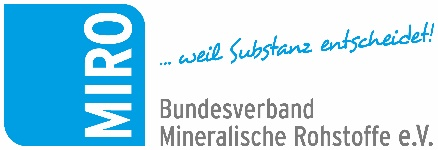 MIRO
... weil Substanz entscheidet!
Bundesverband
Mineralische Rohstoffe e.V.